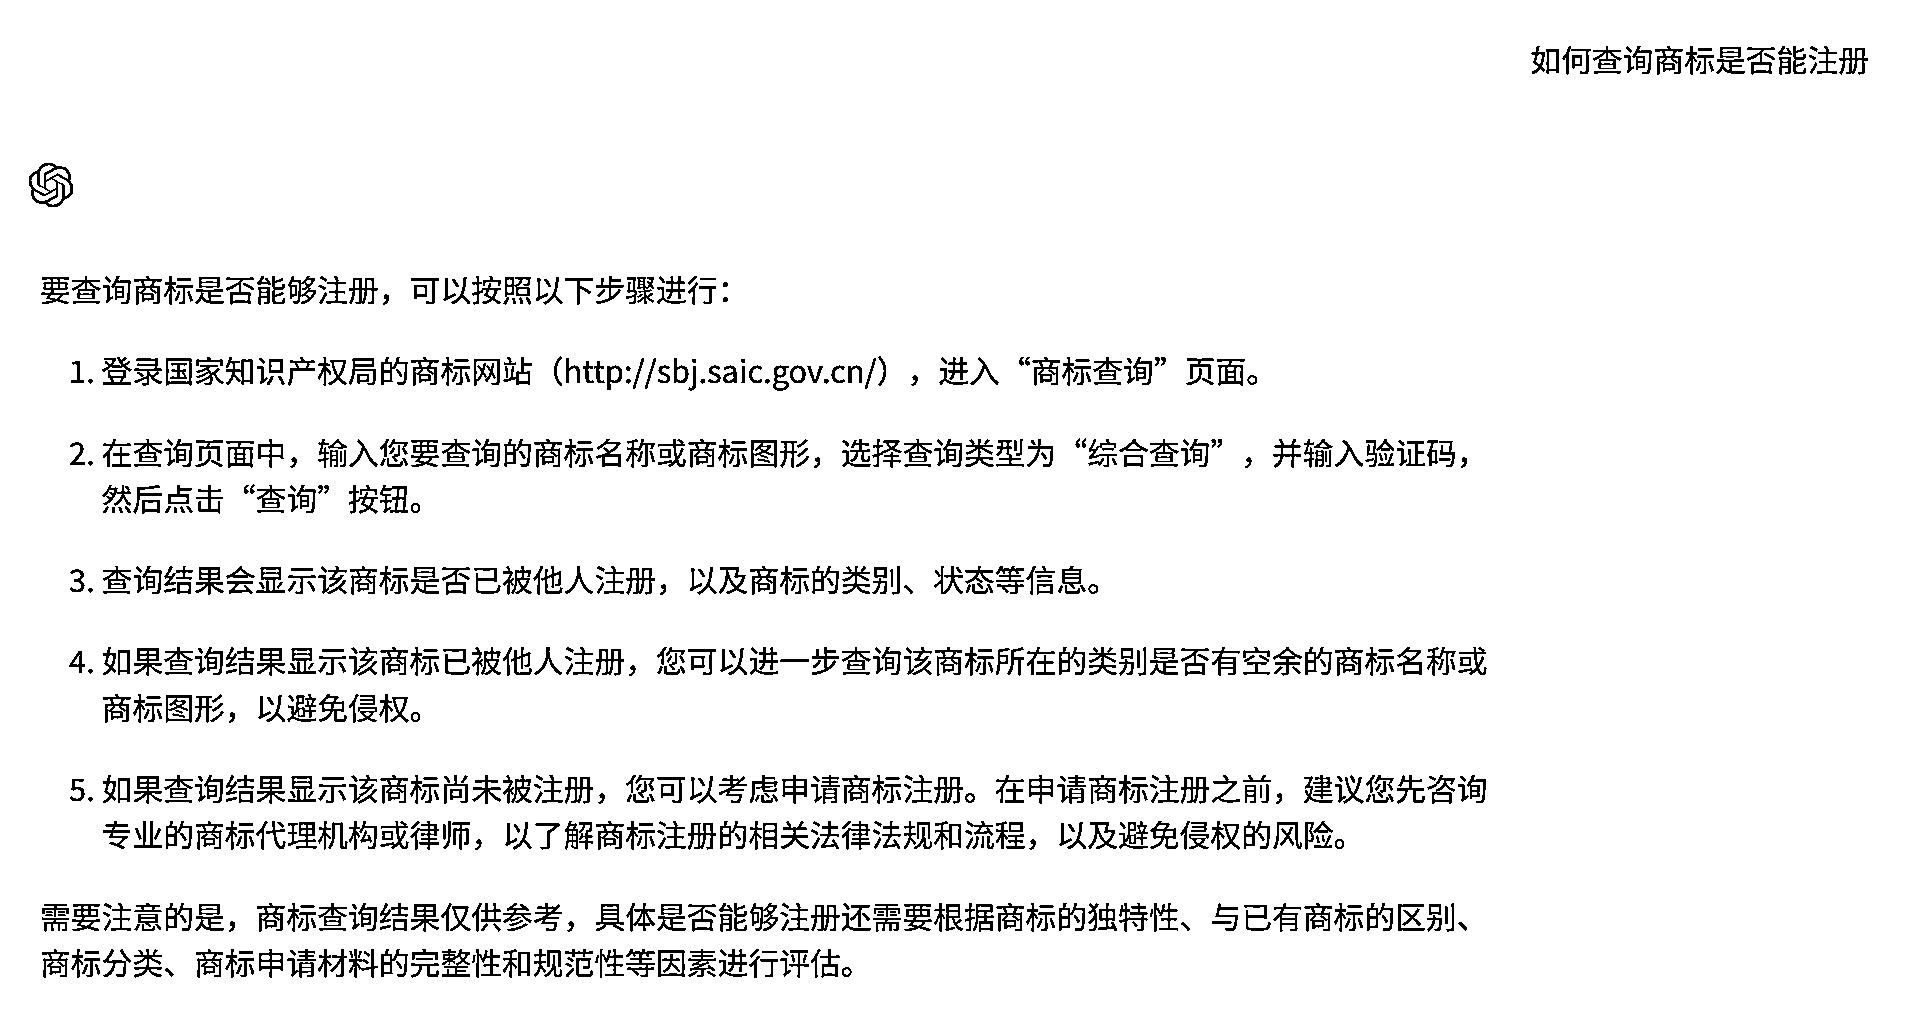 如何查询商标是否能注册
要查询商标是否能够注册，可以按照以下步骤进行：
1. 登录国家知识产权局的商标网站（http://sbj.saic.gov.cn/），进入“商标查询”页面。
2. 在查询页面中，输入您要查询的商标名称或商标图形，选择查询类型为“综合查询”，并输入验证码，
然后点击“查询”按钮。
3. 查询结果会显示该商标是否已被他人注册，以及商标的类别、状态等信息。
4. 如果查询结果显示该商标已被他人注册，您可以进一步查询该商标所在的类别是否有空余的商标名称或
商标图形，以避免侵权。
5. 如果查询结果显示该商标尚未被注册，您可以考虑申请商标注册。在申请商标注册之前，建议您先咨询
专业的商标代理机构或律师，以了解商标注册的相关法律法规和流程，以及避免侵权的风险。
需要注意的是，商标查询结果仅供参考，具体是否能够注册还需要根据商标的独特性、与已有商标的区别、
商标分类、商标申请材料的完整性和规范性等因素进行评估。